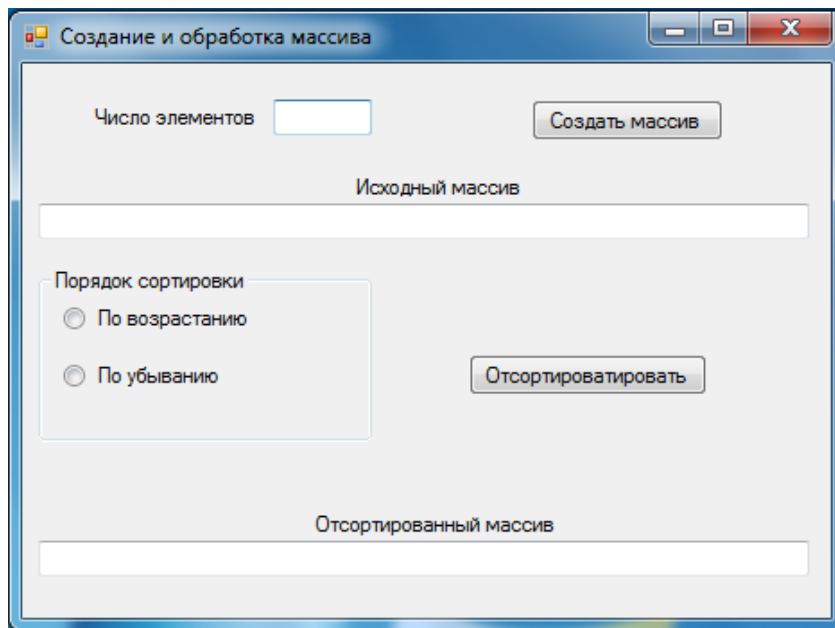 Создание и обработка массива
Число элементов
Создать массив
Исходный массив
Порядок сортировки
По возрастанию
По убыванию
Отсортироватировать
Отсортированный массив